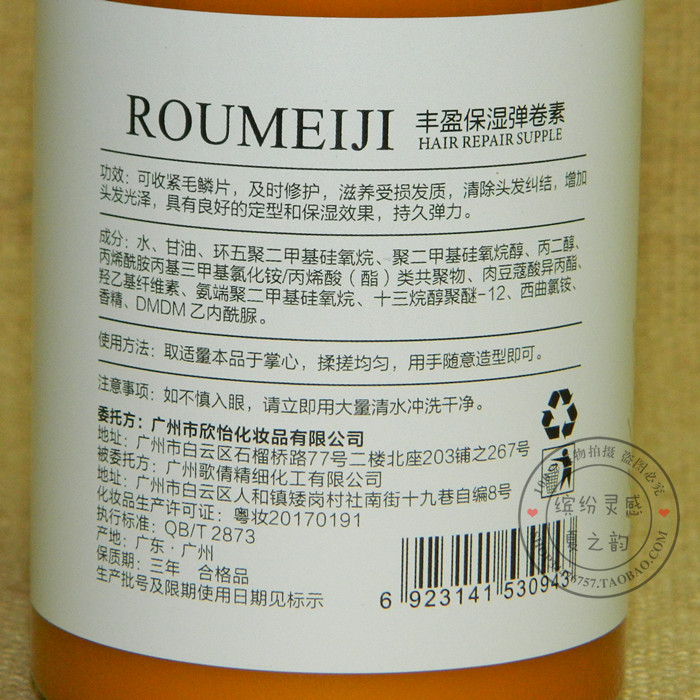 ROUMEIJI 丰盈保湿弹卷素
HAIR REPAIR SUPPLE
功效：可收紧毛鳞片，及时修护，滋养受损发质，清除头发纠结，增加
头发光泽，具有良好的定型和保湿效果，持久弹力。
成分：水、甘油、环五聚二甲基硅氧烷、聚二甲基硅氧烷醇、丙二醇、
丙烯酰胺丙基三甲基氯化铵/丙烯酸（酯）类共聚物、肉豆蔻酸异丙酯、
羟乙基纤维素、氨端聚二甲基硅氧烷、十三烷醇聚醚-12、西曲氯铵、
香精、DMDM 乙内酰脲。
使用方法：取适量本品于掌心，揉搓均匀，用手随意造型即可。
注意事项：如不慎入眼，请立即用大量清水冲洗干净。
委托方：广州市欣怡化妆品有限公司
地址：广州市白云区石榴桥路77号二楼北座203铺之267号
被委托方：广州歌倩精细化工有限公司
地址：广州市白云区人和镇矮岗村社南街十九巷自编8号
化妆品生产许可证：粤妆20170191
执行标准：QB/T 2873
产地：广东·广州
保质期：三年 合格品
生产批号及限期使用日期见标示
6 923141 530943
实物拍摄 盗图必究
缤纷灵感
夏之韵
757.TAOBAO.COM